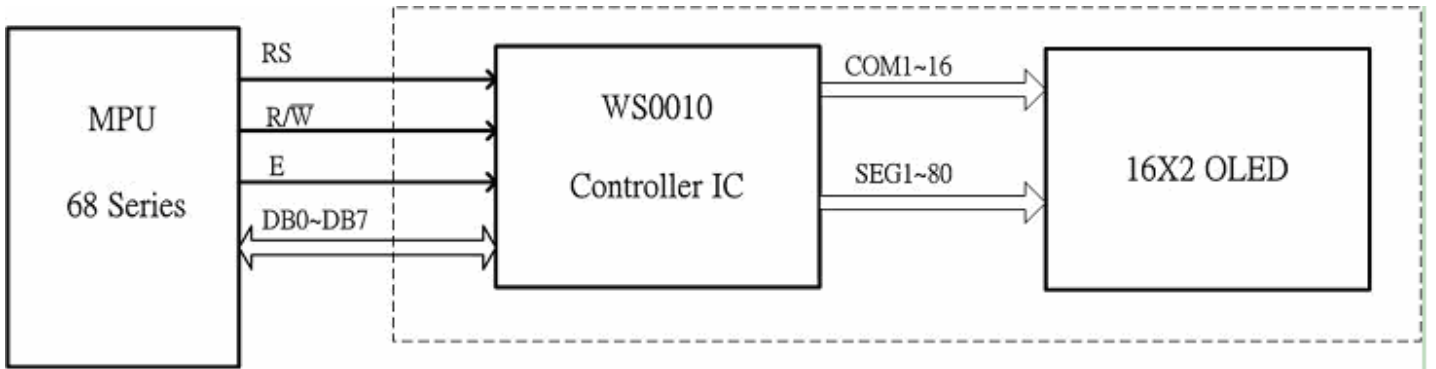 MPU
68 Series
RS
R/W̅
E
DB0~DB7
WS0010
Controller IC
COM1~16
SEG1~80
16X2 OLED